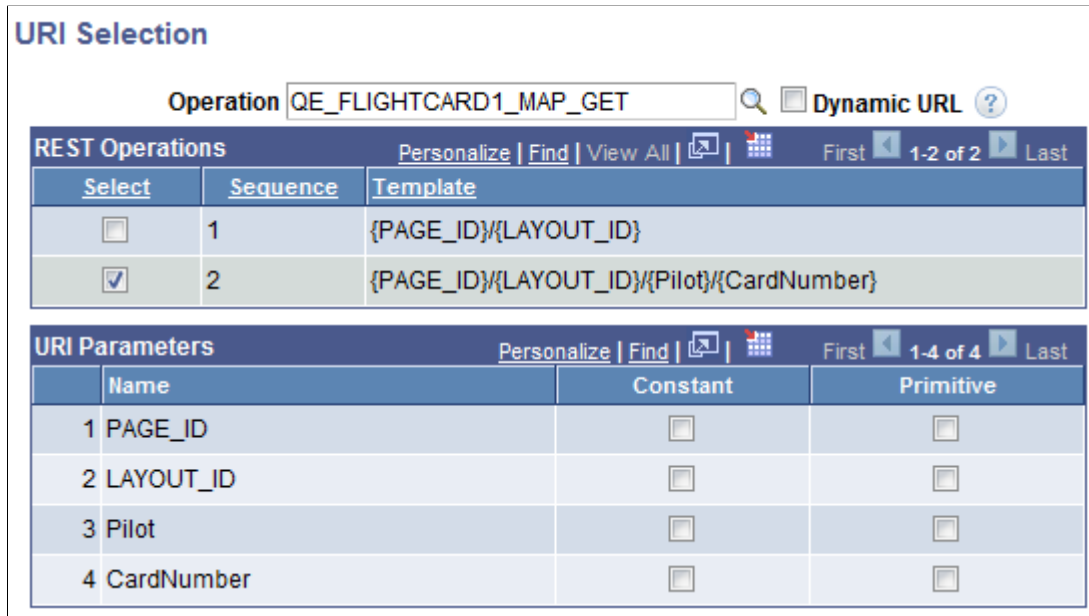 URI Selection
Operation QE_FLIGHTCARD1_MAP_GET Dynamic URL ?
REST Operations Personalize | Find | View All | | First 1-2 of 2 Last
Select Sequence Template
1 {PAGE_ID}/{LAYOUT_ID}
2 {PAGE_ID}/{LAYOUT_ID}/{Pilot}/{CardNumber}
URI Parameters Personalize | Find | | First 1-4 of 4 Last
Name Constant Primitive
1 PAGE_ID
2 LAYOUT_ID
3 Pilot
4 CardNumber